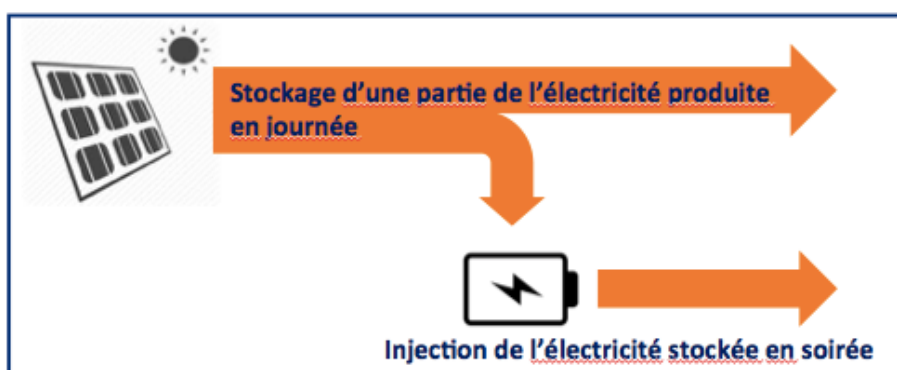 Stockage d'une partie de l'électricité produite
en journée
Injection de l'électricité stockée en soirée